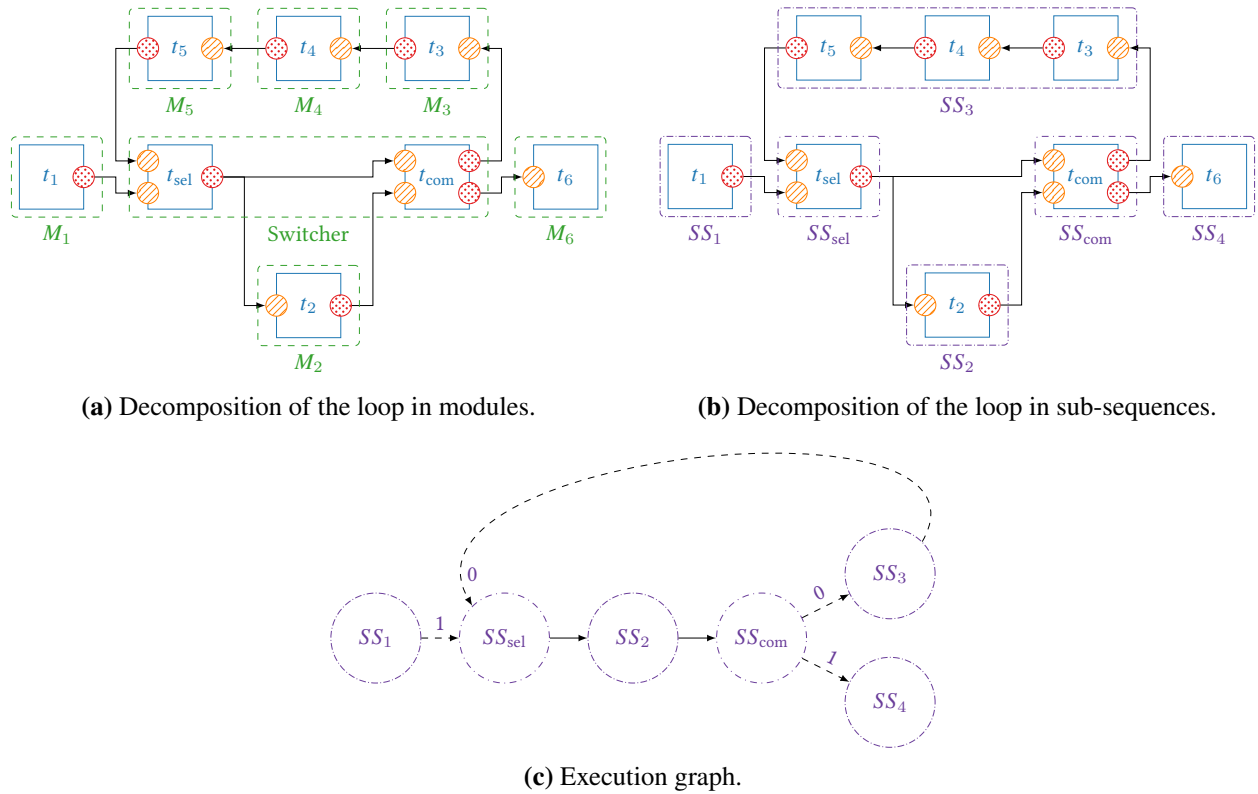 t5 t4 t3
M5 M4 M3
t1 tsel tcom t6
M1 Switcher M6
t2
M2
(a) Decomposition of the loop in modules.
t5 t4 t3
SS3
t1 tsel tcom t6
SS1 SSsel SScom SS4
t2
SS2
(b) Decomposition of the loop in sub-sequences.
SS3
0 0
SS1 1 SSsel SS2 SScom
1
SS4
(c) Execution graph.